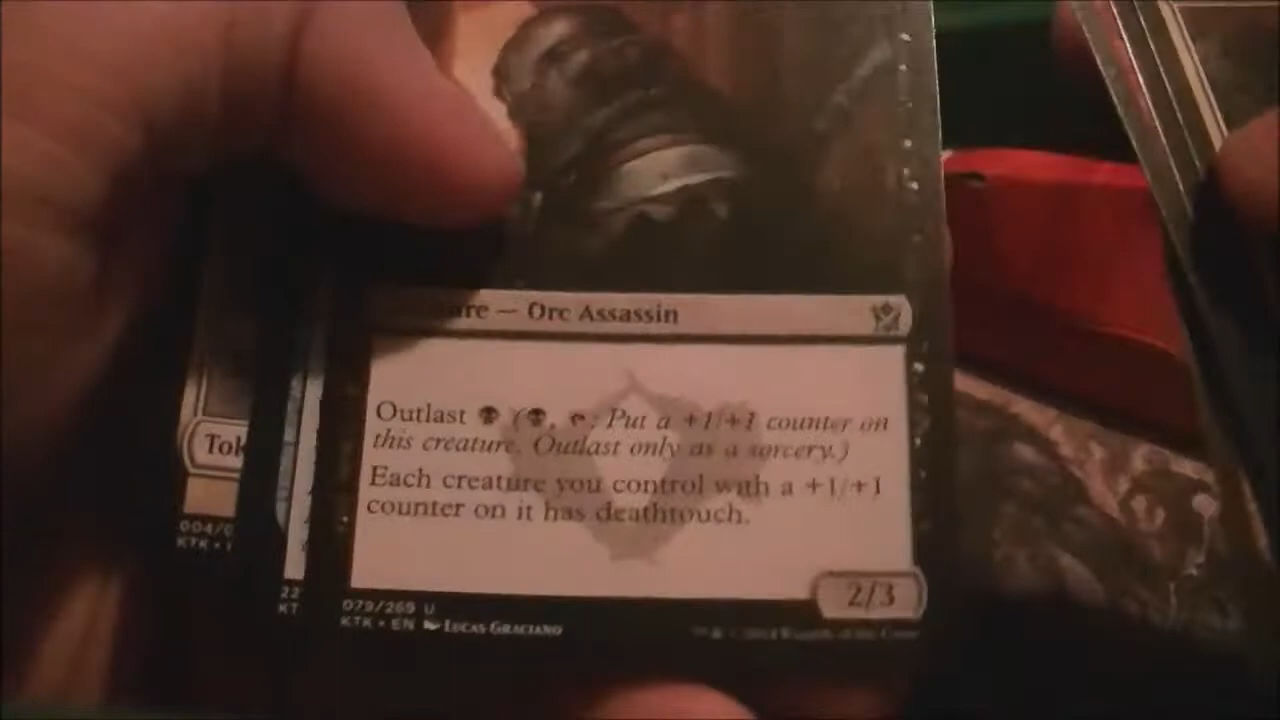 are — Orc Assassin
Outlast (, : Put a +1/+1 counter on
this creature. Outlast only as a sorcery.)
Each creature you control with a +1/+1
counter on it has deathtouch.
2/3
079/269 U
KTK • EN LUCAS GRACIANO
Tok
004/0
KTK •
22
KT